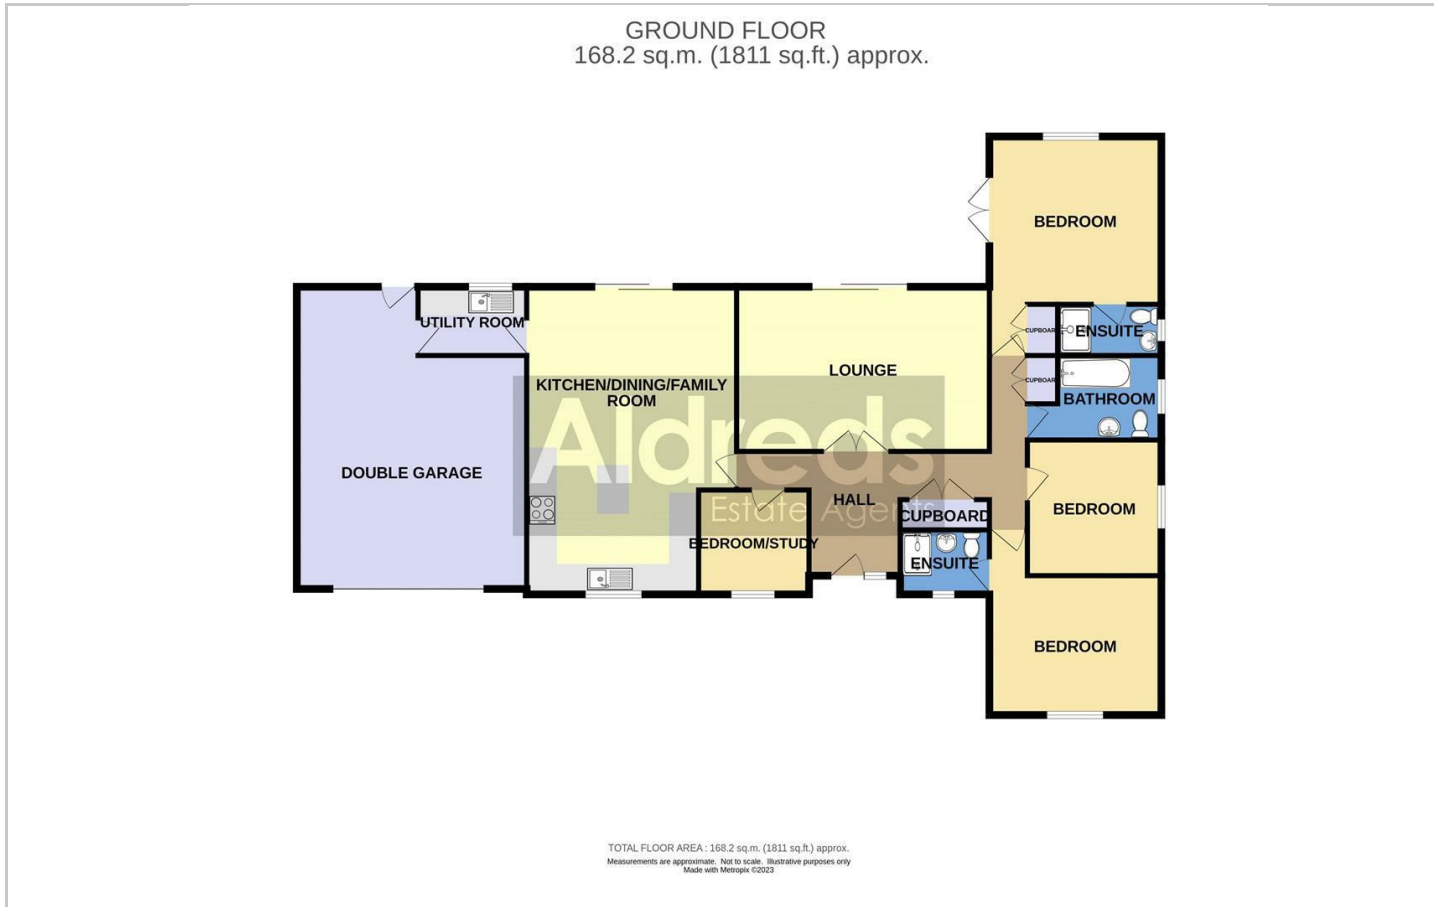 GROUND FLOOR
168.2 sq.m. (1811 sq.ft.) approx.
BEDROOM
UTILITY ROOM
CUPBOAR
ENSUITE
LOUNGE
KITCHEN/DINING/FAMILY
ROOM
CUPBOAR
BATHROOM
Aldreds
Estate Agents
DOUBLE GARAGE
HALL
BEDROOM
CUPBOARD
BEDROOM/STUDY
ENSUITE
BEDROOM
TOTAL FLOOR AREA : 168.2 sq.m. (1811 sq.ft.) approx.
Measurements are approximate. Not to scale. Illustrative purposes only
Made with Metropix ©2023